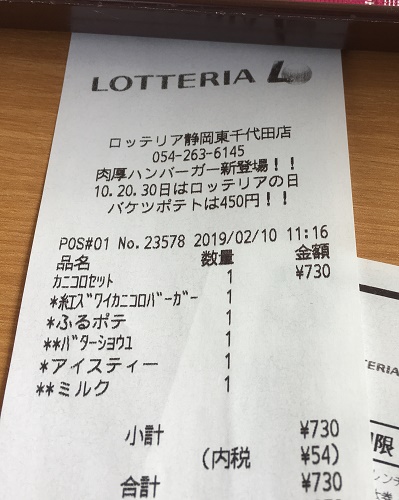 LOTTERIA L
ロッテリア静岡東千代田店
054-263-6145
肉厚ハンバーガー新登場!!
10.20.30日はロッテリアの日
バケツポテトは450円!!
POS#01 No.23578 2019/02/10 11:16
品名 数量 金額
カニコロセット 1 ¥730
*紅ズワイカニコロバーガー 1
*ふるポテ 1
**バターショウユ 1
*アイスティー 1
**ミルク 1
小計 ¥730
(内税 ¥54)
合計 ¥730
TERIA
限